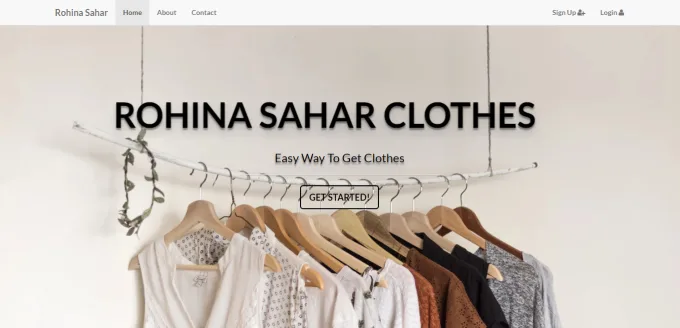 Rohina Sahar Home About Contact Sign Up Login
ROHINA SAHAR CLOTHES
Easy Way To Get Clothes
GET STARTED!